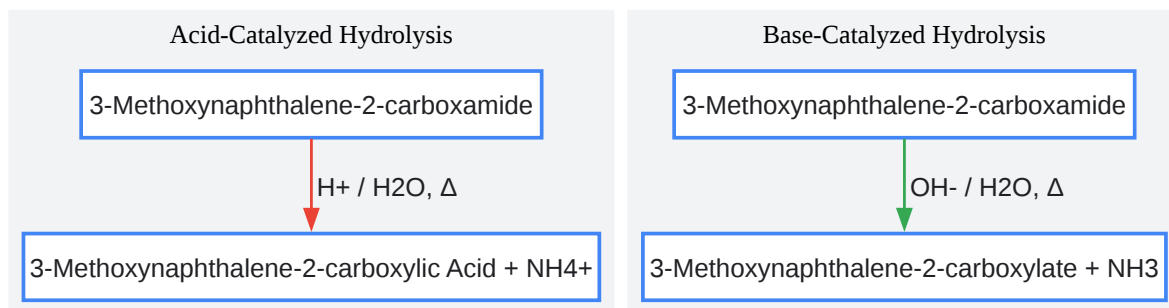 Acid-Catalyzed Hydrolysis
3-Methoxynaphthalene-2-carboxamide
H+ / H2O, Δ
3-Methoxynaphthalene-2-carboxylic Acid + NH4+
Base-Catalyzed Hydrolysis
3-Methoxynaphthalene-2-carboxamide
OH- / H2O, Δ
3-Methoxynaphthalene-2-carboxylate + NH3